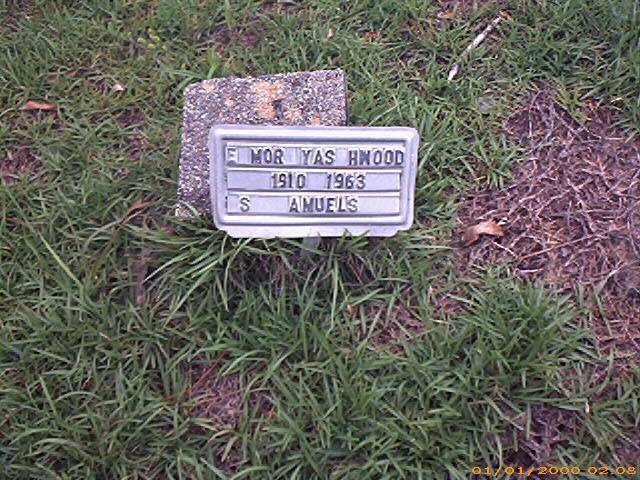 E MOR YAS HWOOD
1910 1963
S AMUELS
01/01/2000 02:08